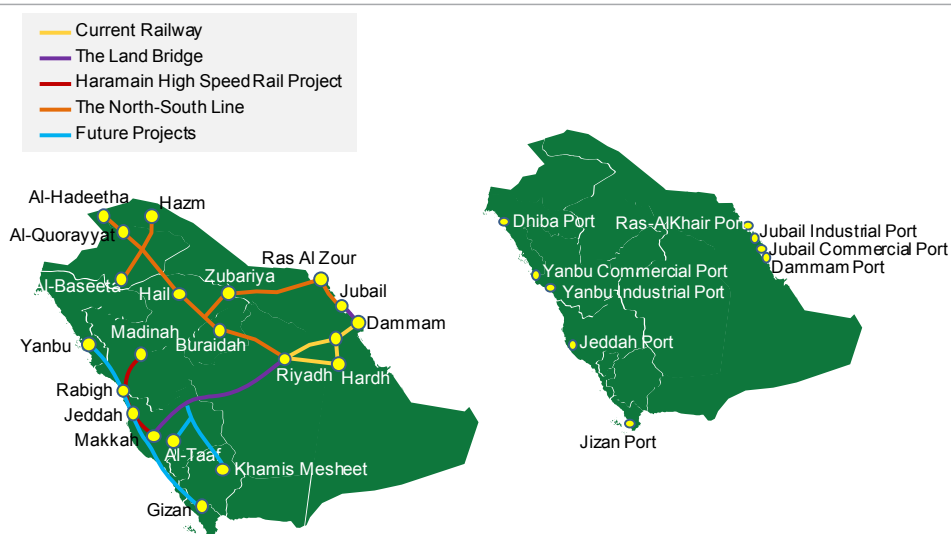 Current Railway
The Land Bridge
Haramain High Speed Rail Project
The North-South Line
Future Projects
Al-Hadeetha
Hazm
Al-Quorayyat
Al-Baseeta
Hail
Zubariya
Ras Al Zour
Jubail
Dammam
Madinah
Buraidah
Yanbu
Riyadh
Hardh
Rabigh
Jeddah
Makkah
Al-Taaf
Khamis Mesheet
Gizan
Dhiba Port
Ras-AlKhair Port
Jubail Industrial Port
Jubail Commercial Port
Dammam Port
Yanbu Commercial Port
Yanbu Industrial Port
Jeddah Port
Jizan Port